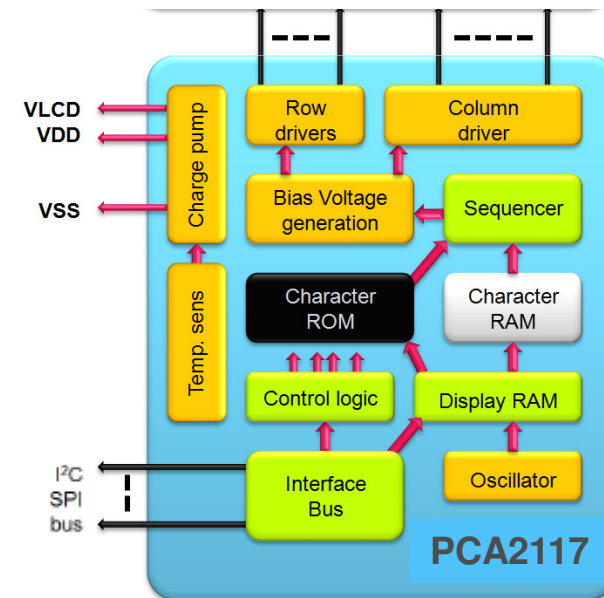 VLCD
VDD
VSS
Charge pump
Row
drivers
Column
driver
Bias Voltage
generation
Sequencer
Temp. sens
Character
ROM
Character
RAM
Control logic
Display RAM
I²C
SPI
bus
Interface
Bus
Oscillator
PCA2117